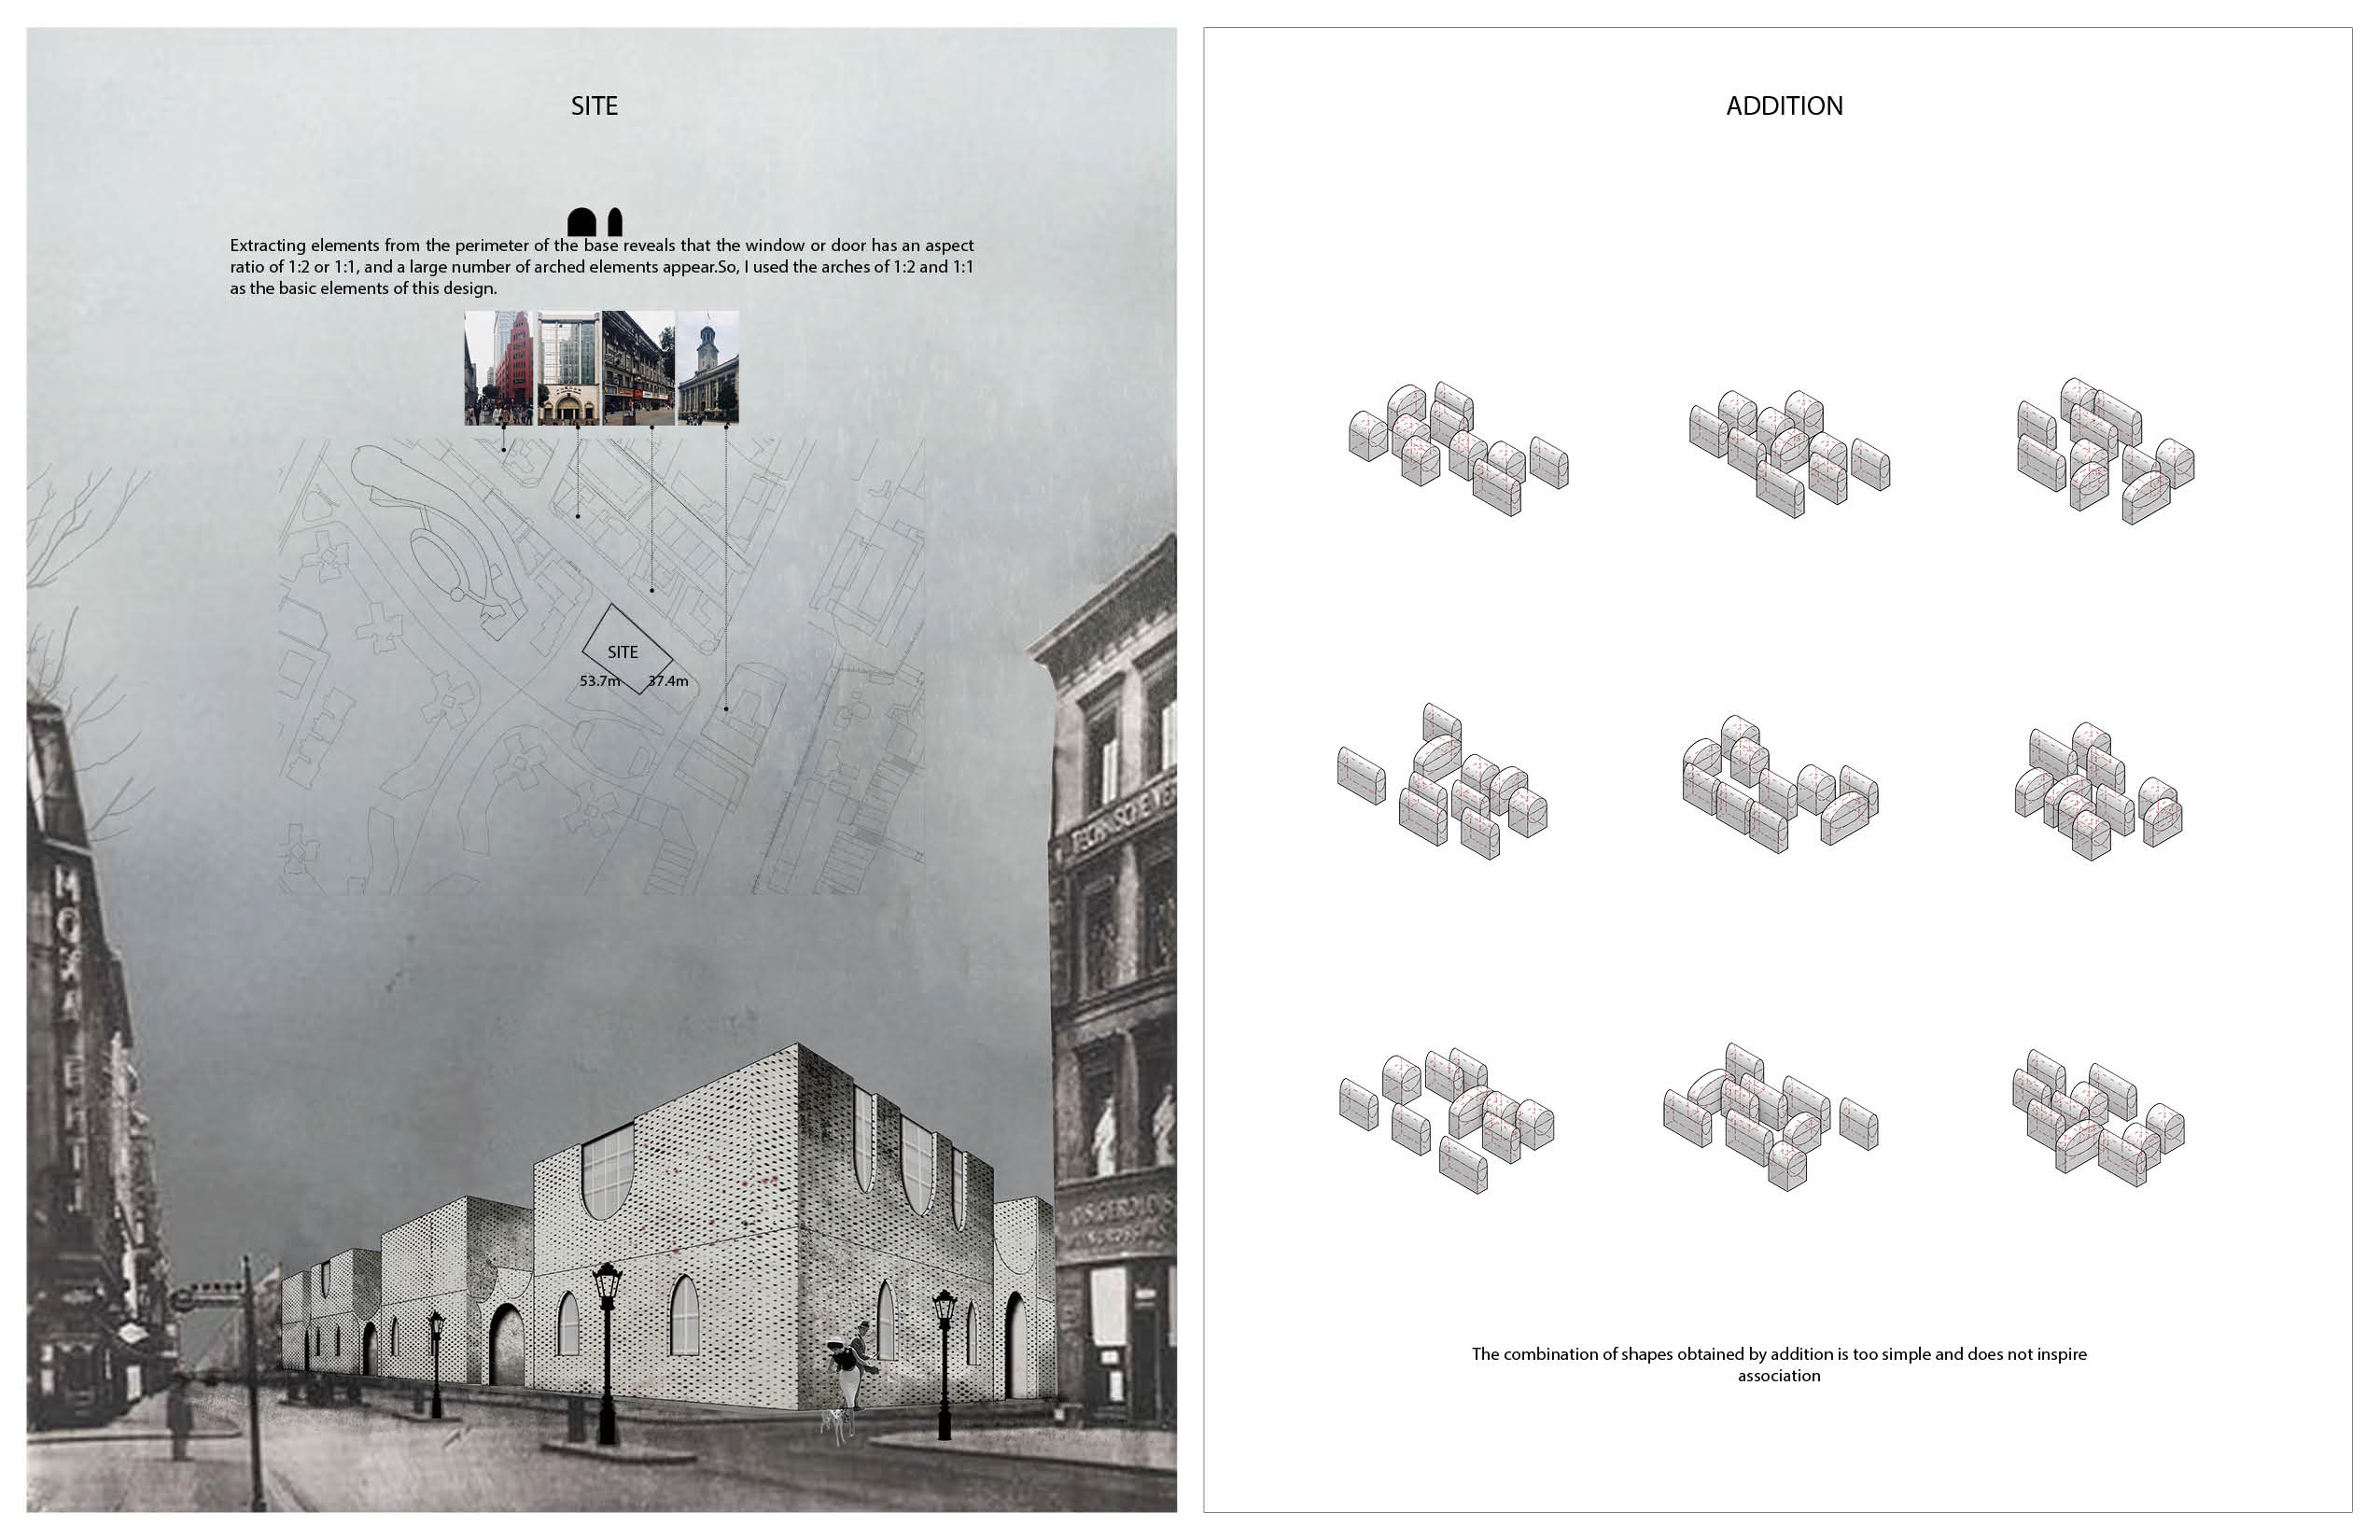 SITE
Extracting elements from the perimeter of the base reveals that the window or door has an aspect
ratio of 1:2 or 1:1, and a large number of arched elements appear.So, I used the arches of 1:2 and 1:1
as the basic elements of this design.
SITE
53.7m 37.4m
TECHNISCHE
ADDITION
The combination of shapes obtained by addition is too simple and does not inspire
association